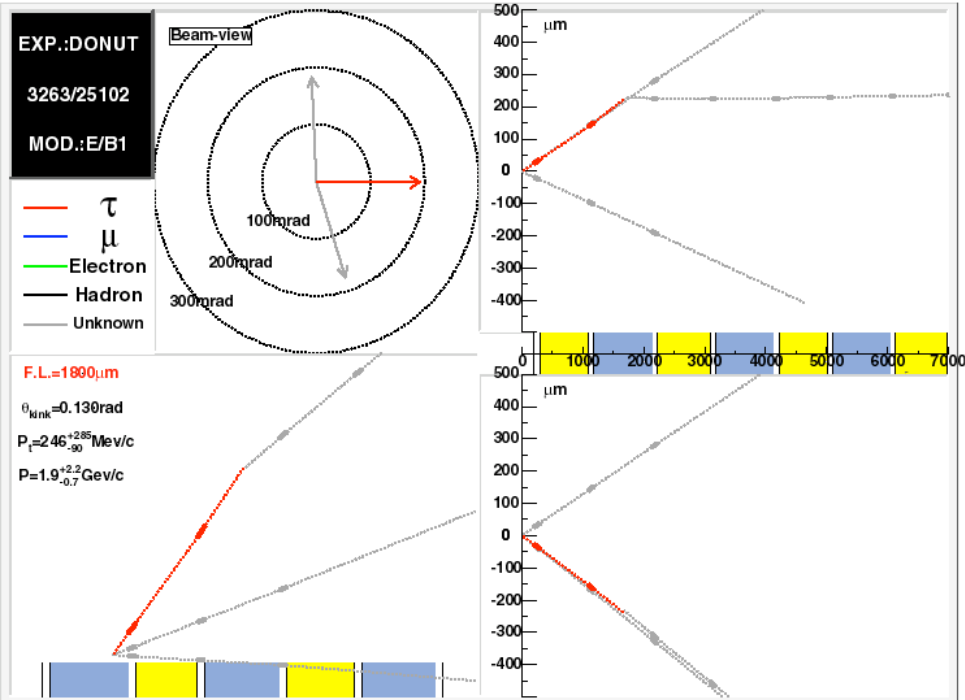 EXP.:DONUT
3263/25102
MOD.:E/B1
τ
μ
Electron
Hadron
Unknown
Beam-view
100mrad
200mrad
300mrad
F.L.=1800μm
θkink=0.130rad
Pt=246+285-90Mev/c
P=1.9+2.2-0.7Gev/c
500
μm
400
300
200
100
0
-100
-200
-300
-400
0
1000
2000
3000
4000
5000
6000
7000
500
μm
400
300
200
100
0
-100
-200
-300
-400